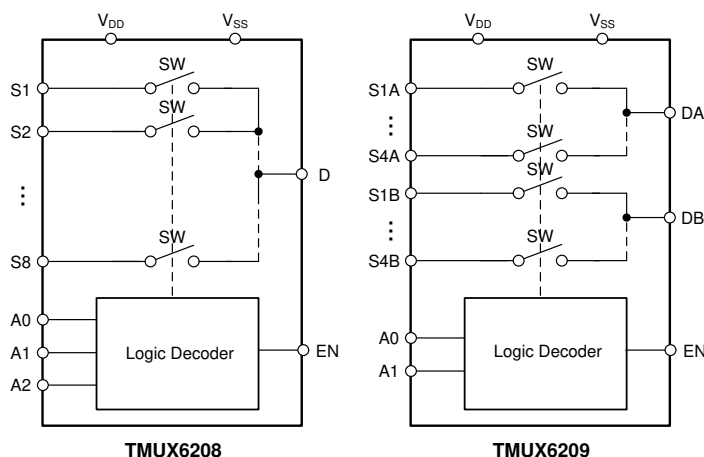 VDD VSS
SW
S1
SW
S2
D
...
SW
S8
A0
A1
A2
Logic Decoder
EN
TMUX6208
VDD VSS
SW
S1A
DA
...
SW
S4A
SW
S1B
DB
...
SW
S4B
A0
A1
Logic Decoder
EN
TMUX6209